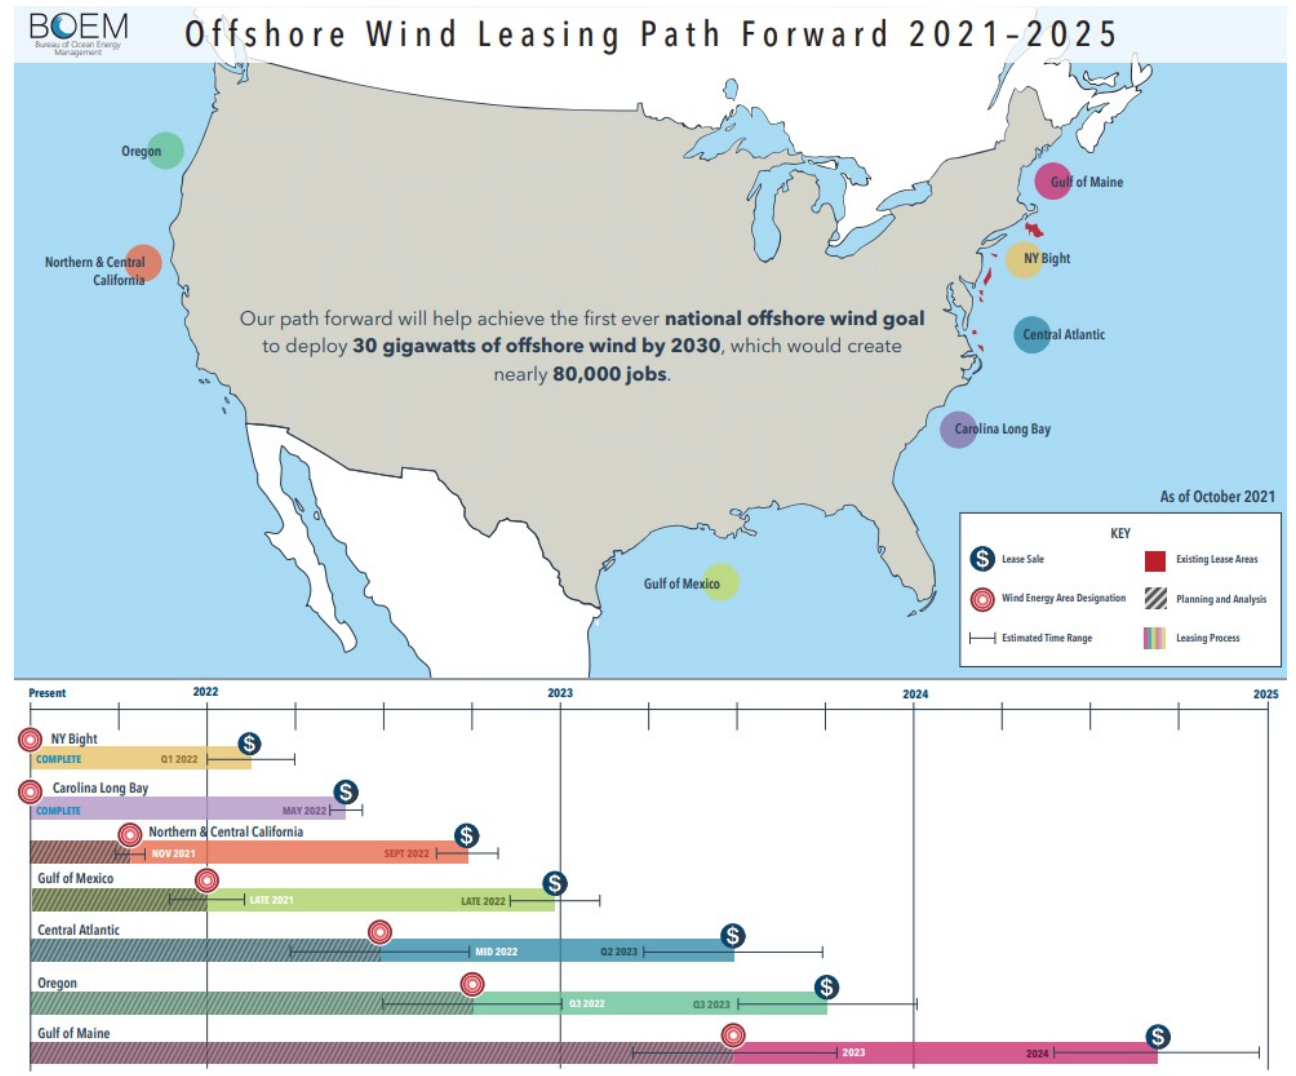 BOEM
Bureau of Ocean Energy
Management
Offshore Wind Leasing Path Forward 2021–2025
Oregon
Gulf of Maine
Northern & Central
California
NY Bight
Our path forward will help achieve the first ever national offshore wind goal
to deploy 30 gigawatts of offshore wind by 2030, which would create
nearly 80,000 jobs.
Central Atlantic
Carolina Long Bay
Gulf of Mexico
As of October 2021
KEY
$ Lease Sale
Existing Lease Areas
Wind Energy Area Designation
Planning and Analysis
Estimated Time Range
Leasing Process
Present 2022 2023 2024 2025
NY Bight $
COMPLETE Q1 2022
Carolina Long Bay $
COMPLETE MAY 2022
Northern & Central California $
NOV 2021 SEPT 2022
Gulf of Mexico $
LATE 2021 LATE 2022
Central Atlantic $
MID 2022 Q2 2023
Oregon $
Q3 2022 Q3 2023
Gulf of Maine $
2023 2024